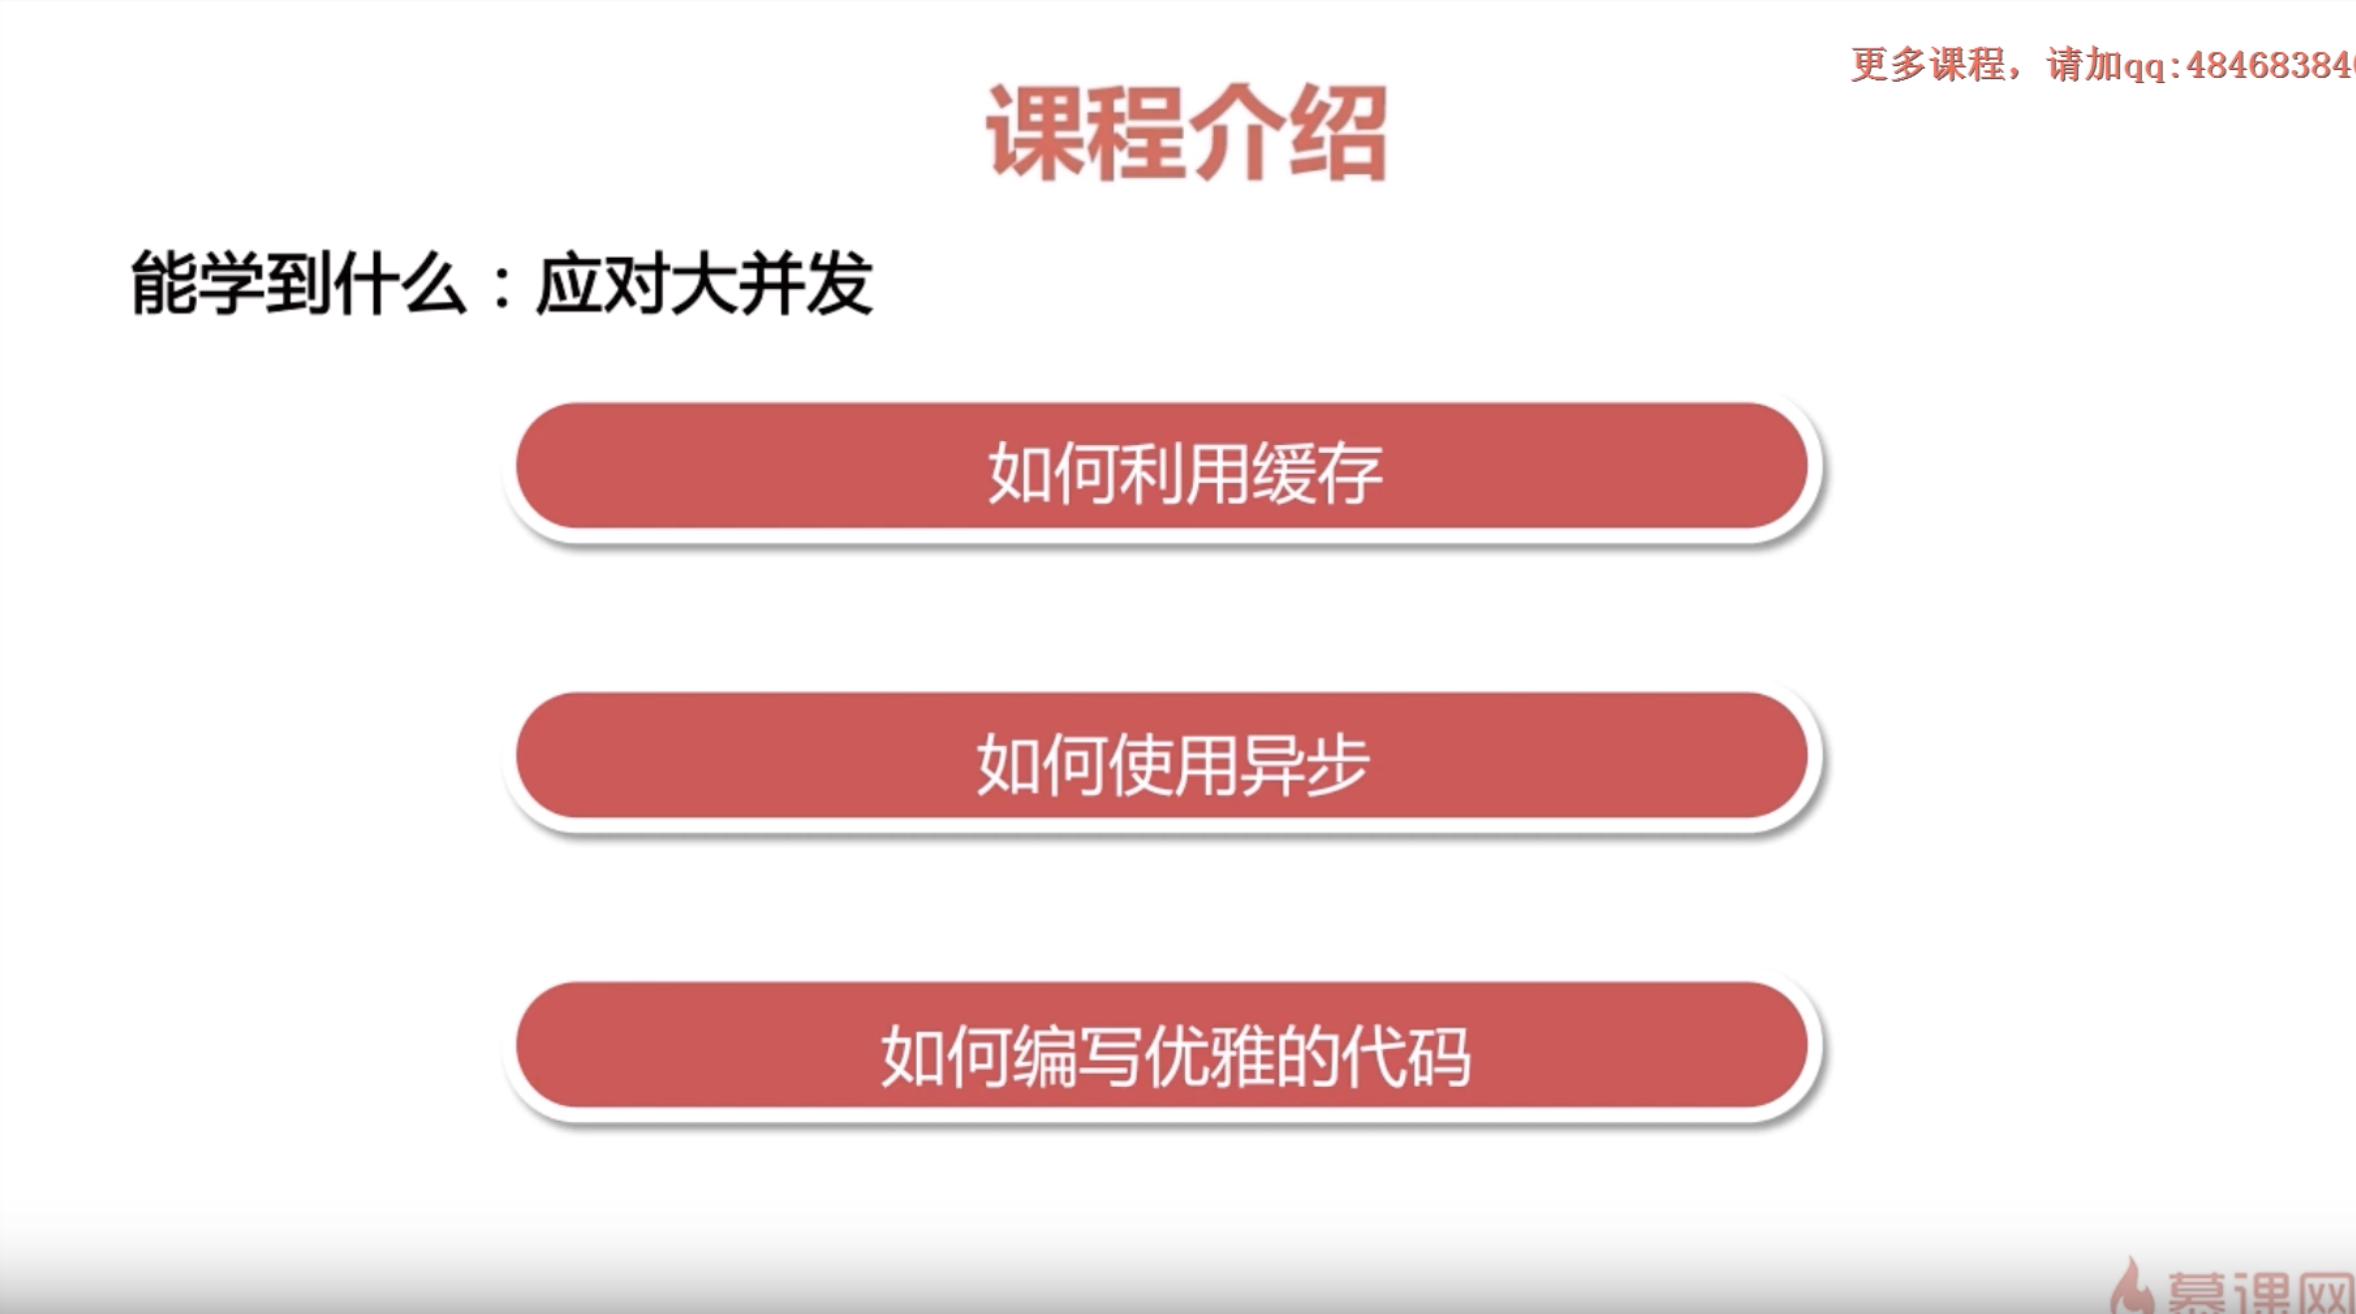 更多课程，请加qq:48468384
课程介绍
能学到什么：应对大并发
如何利用缓存
如何使用异步
如何编写优雅的代码
慕课网